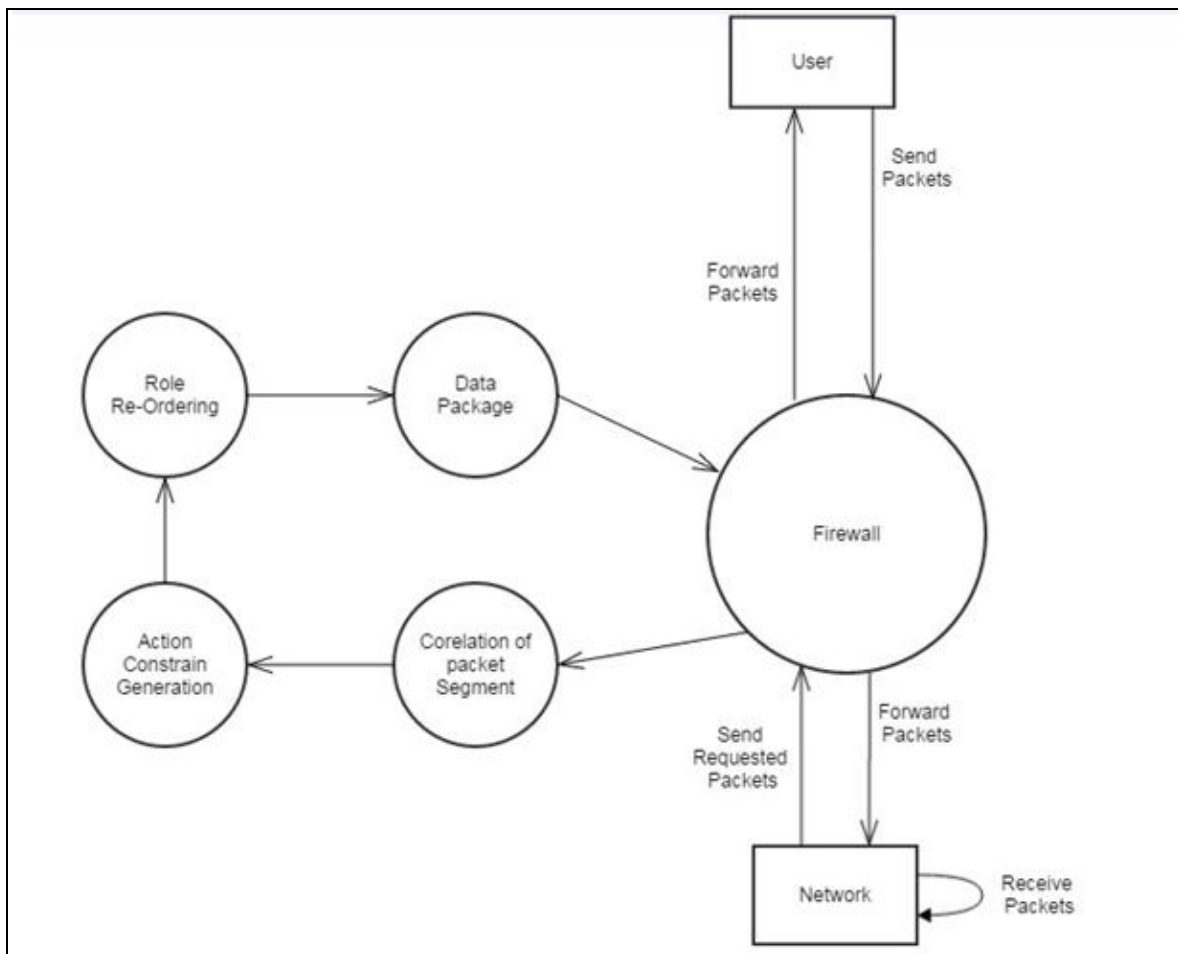 User
Send
Packets
Forward
Packets
Role
Re-Ordering
Data
Package
Firewall
Action
Constrain
Generation
Corelation of
packet
Segment
Send
Requested
Packets
Forward
Packets
Network
Receive
Packets